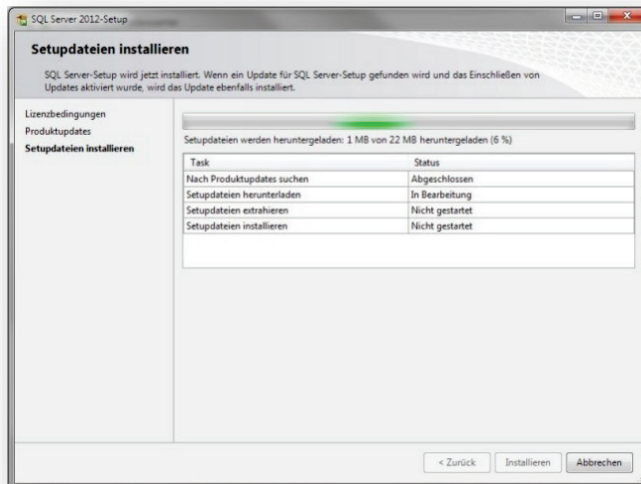 SQL Server 2012-Setup
Setupdateien installieren
SQL Server-Setup wird jetzt installiert. Wenn ein Update für SQL Server-Setup gefunden wird und das Einschließen von
Updates aktiviert wurde, wird das Update ebenfalls installiert.
Lizenzbedingungen
Produktupdates
Setupdateien installieren
Setupdateien werden heruntergeladen: 1 MB von 22 MB heruntergeladen (6 %)
Task Status
Nach Produktupdates suchen Abgeschlossen
Setupdateien herunterladen In Bearbeitung
Setupdateien extrahieren Nicht gestartet
Setupdateien installieren Nicht gestartet
< Zurück Installieren Abbrechen